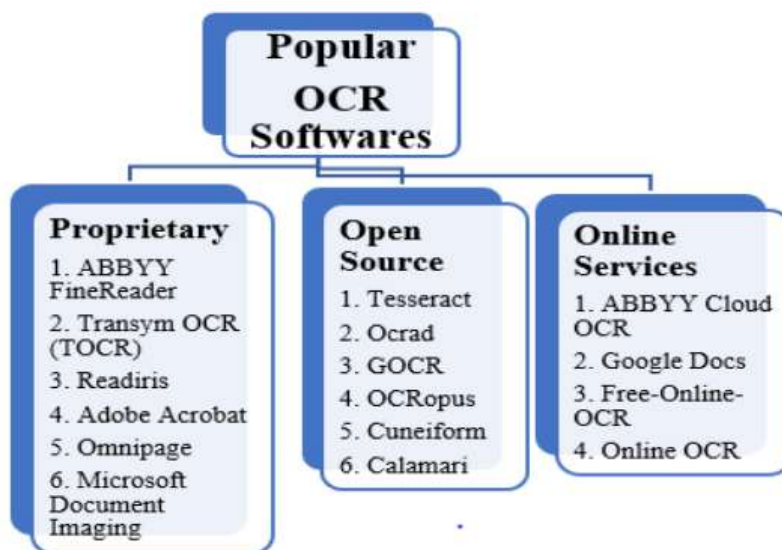 Popular
OCR
Softwares
Proprietary
1. ABBYY
FineReader
2. Transym OCR
(TOCR)
3. Readiris
4. Adobe Acrobat
5. Omnipage
6. Microsoft
Document
Imaging
Open
Source
1. Tesseract
2. Ocrad
3. GOCR
4. OCRopus
5. Cuneiform
6. Calamari
Online
Services
1. ABBYY Cloud
OCR
2. Google Docs
3. Free-Online-
OCR
4. Online OCR